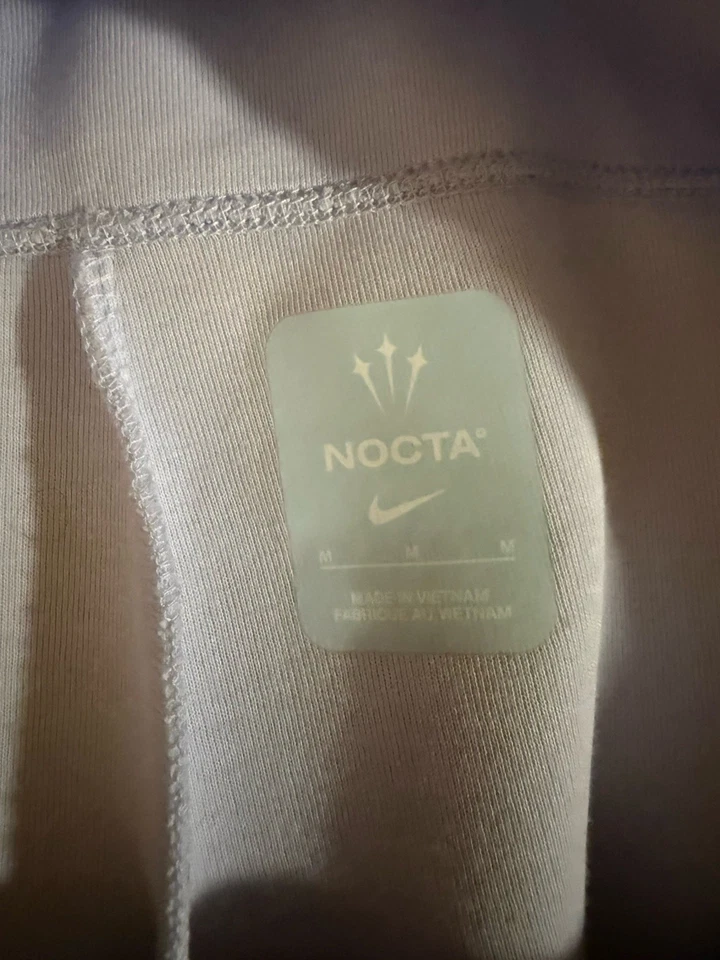 NOCTA®
M M M
MADE IN VIETNAM
FABRIQUÉ AU VIETNAM